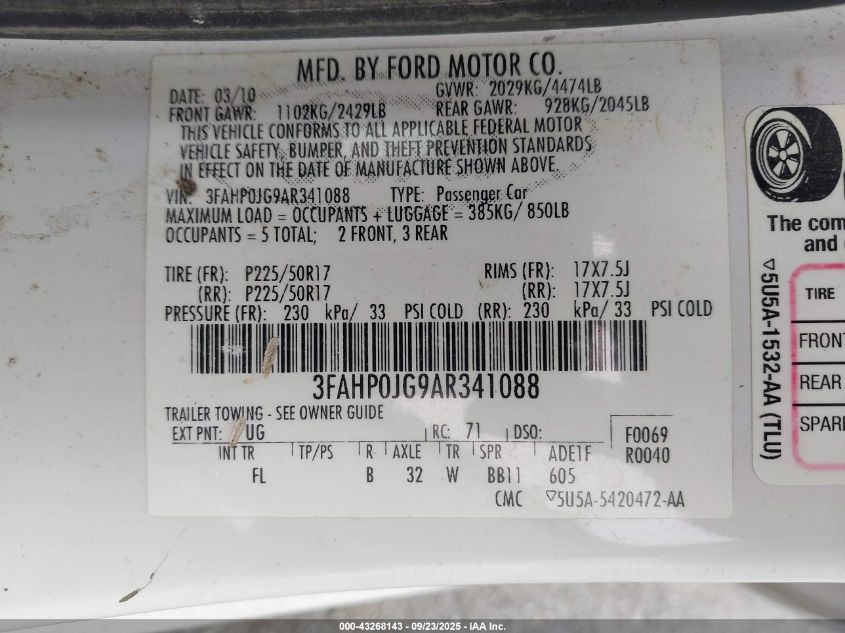 MFD. BY FORD MOTOR CO.
DATE: 03/10 GVWR: 2029KG/4474LB
FRONT GAWR: 1102KG/2429LB REAR GAWR: 928KG/2045LB
THIS VEHICLE CONFORMS TO ALL APPLICABLE FEDERAL MOTOR
VEHICLE SAFETY, BUMPER, AND THEFT PREVENTION STANDARDS
IN EFFECT ON THE DATE OF MANUFACTURE SHOWN ABOVE.
VIN: 3FAHP0JG9AR341088 TYPE: Passenger Car
MAXIMUM LOAD = OCCUPANTS + LUGGAGE = 385KG/ 850LB
OCCUPANTS = 5 TOTAL; 2 FRONT, 3 REAR
TIRE (FR): P225/50R17 RIMS (FR): 17X7.5J
(RR): P225/50R17 (RR): 17X7.5J
PRESSURE (FR): 230 kPa/ 33 PSI COLD (RR): 230 kPa/ 33 PSI COLD
3FAHP0JG9AR341088
TRAILER TOWING - SEE OWNER GUIDE
EXT PNT: UG RC: 71 DSO: F0069
R0040
INT TR TP/PS R AXLE TR SPR ADE1F
FL B 32 W BB11 605
CMC ▽5U5A-5420472-AA
The com
and
▽5U5A-1532-AA (TLU)
TIRE
FRONT
REAR
SPARE
000-43268143 - 09/23/2025 - IAA Inc.